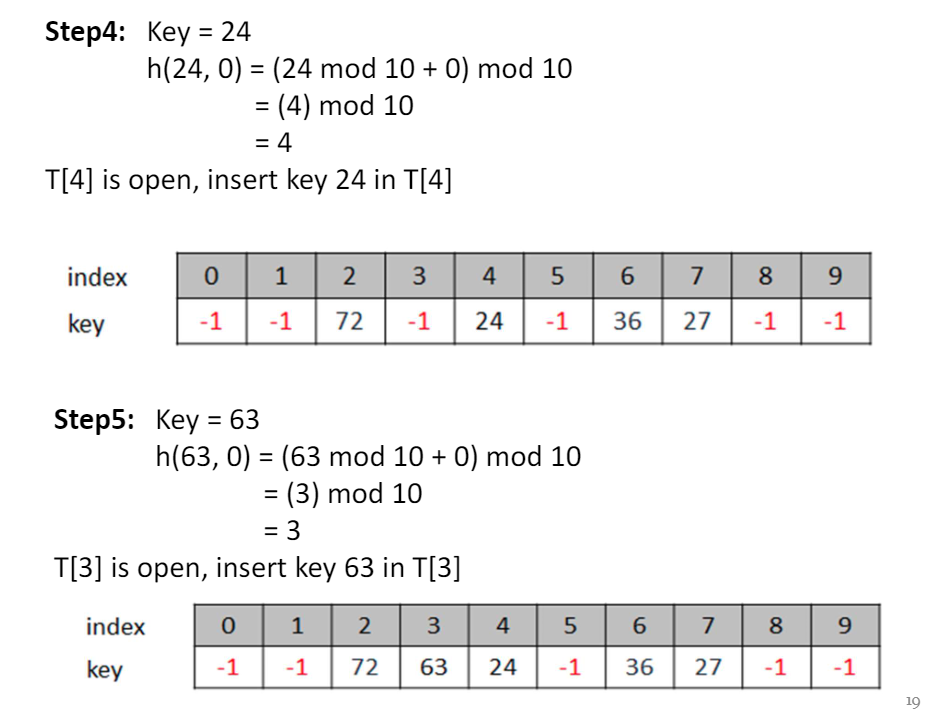 Step4: Key = 24
h(24, 0) = (24 mod 10 + 0) mod 10
= (4) mod 10
= 4
T[4] is open, insert key 24 in T[4]
index 0 1 2 3 4 5 6 7 8 9
key -1 -1 72 -1 24 -1 36 27 -1 -1
Step5: Key = 63
h(63, 0) = (63 mod 10 + 0) mod 10
= (3) mod 10
= 3
T[3] is open, insert key 63 in T[3]
index 0 1 2 3 4 5 6 7 8 9
key -1 -1 72 63 24 -1 36 27 -1 -1
19